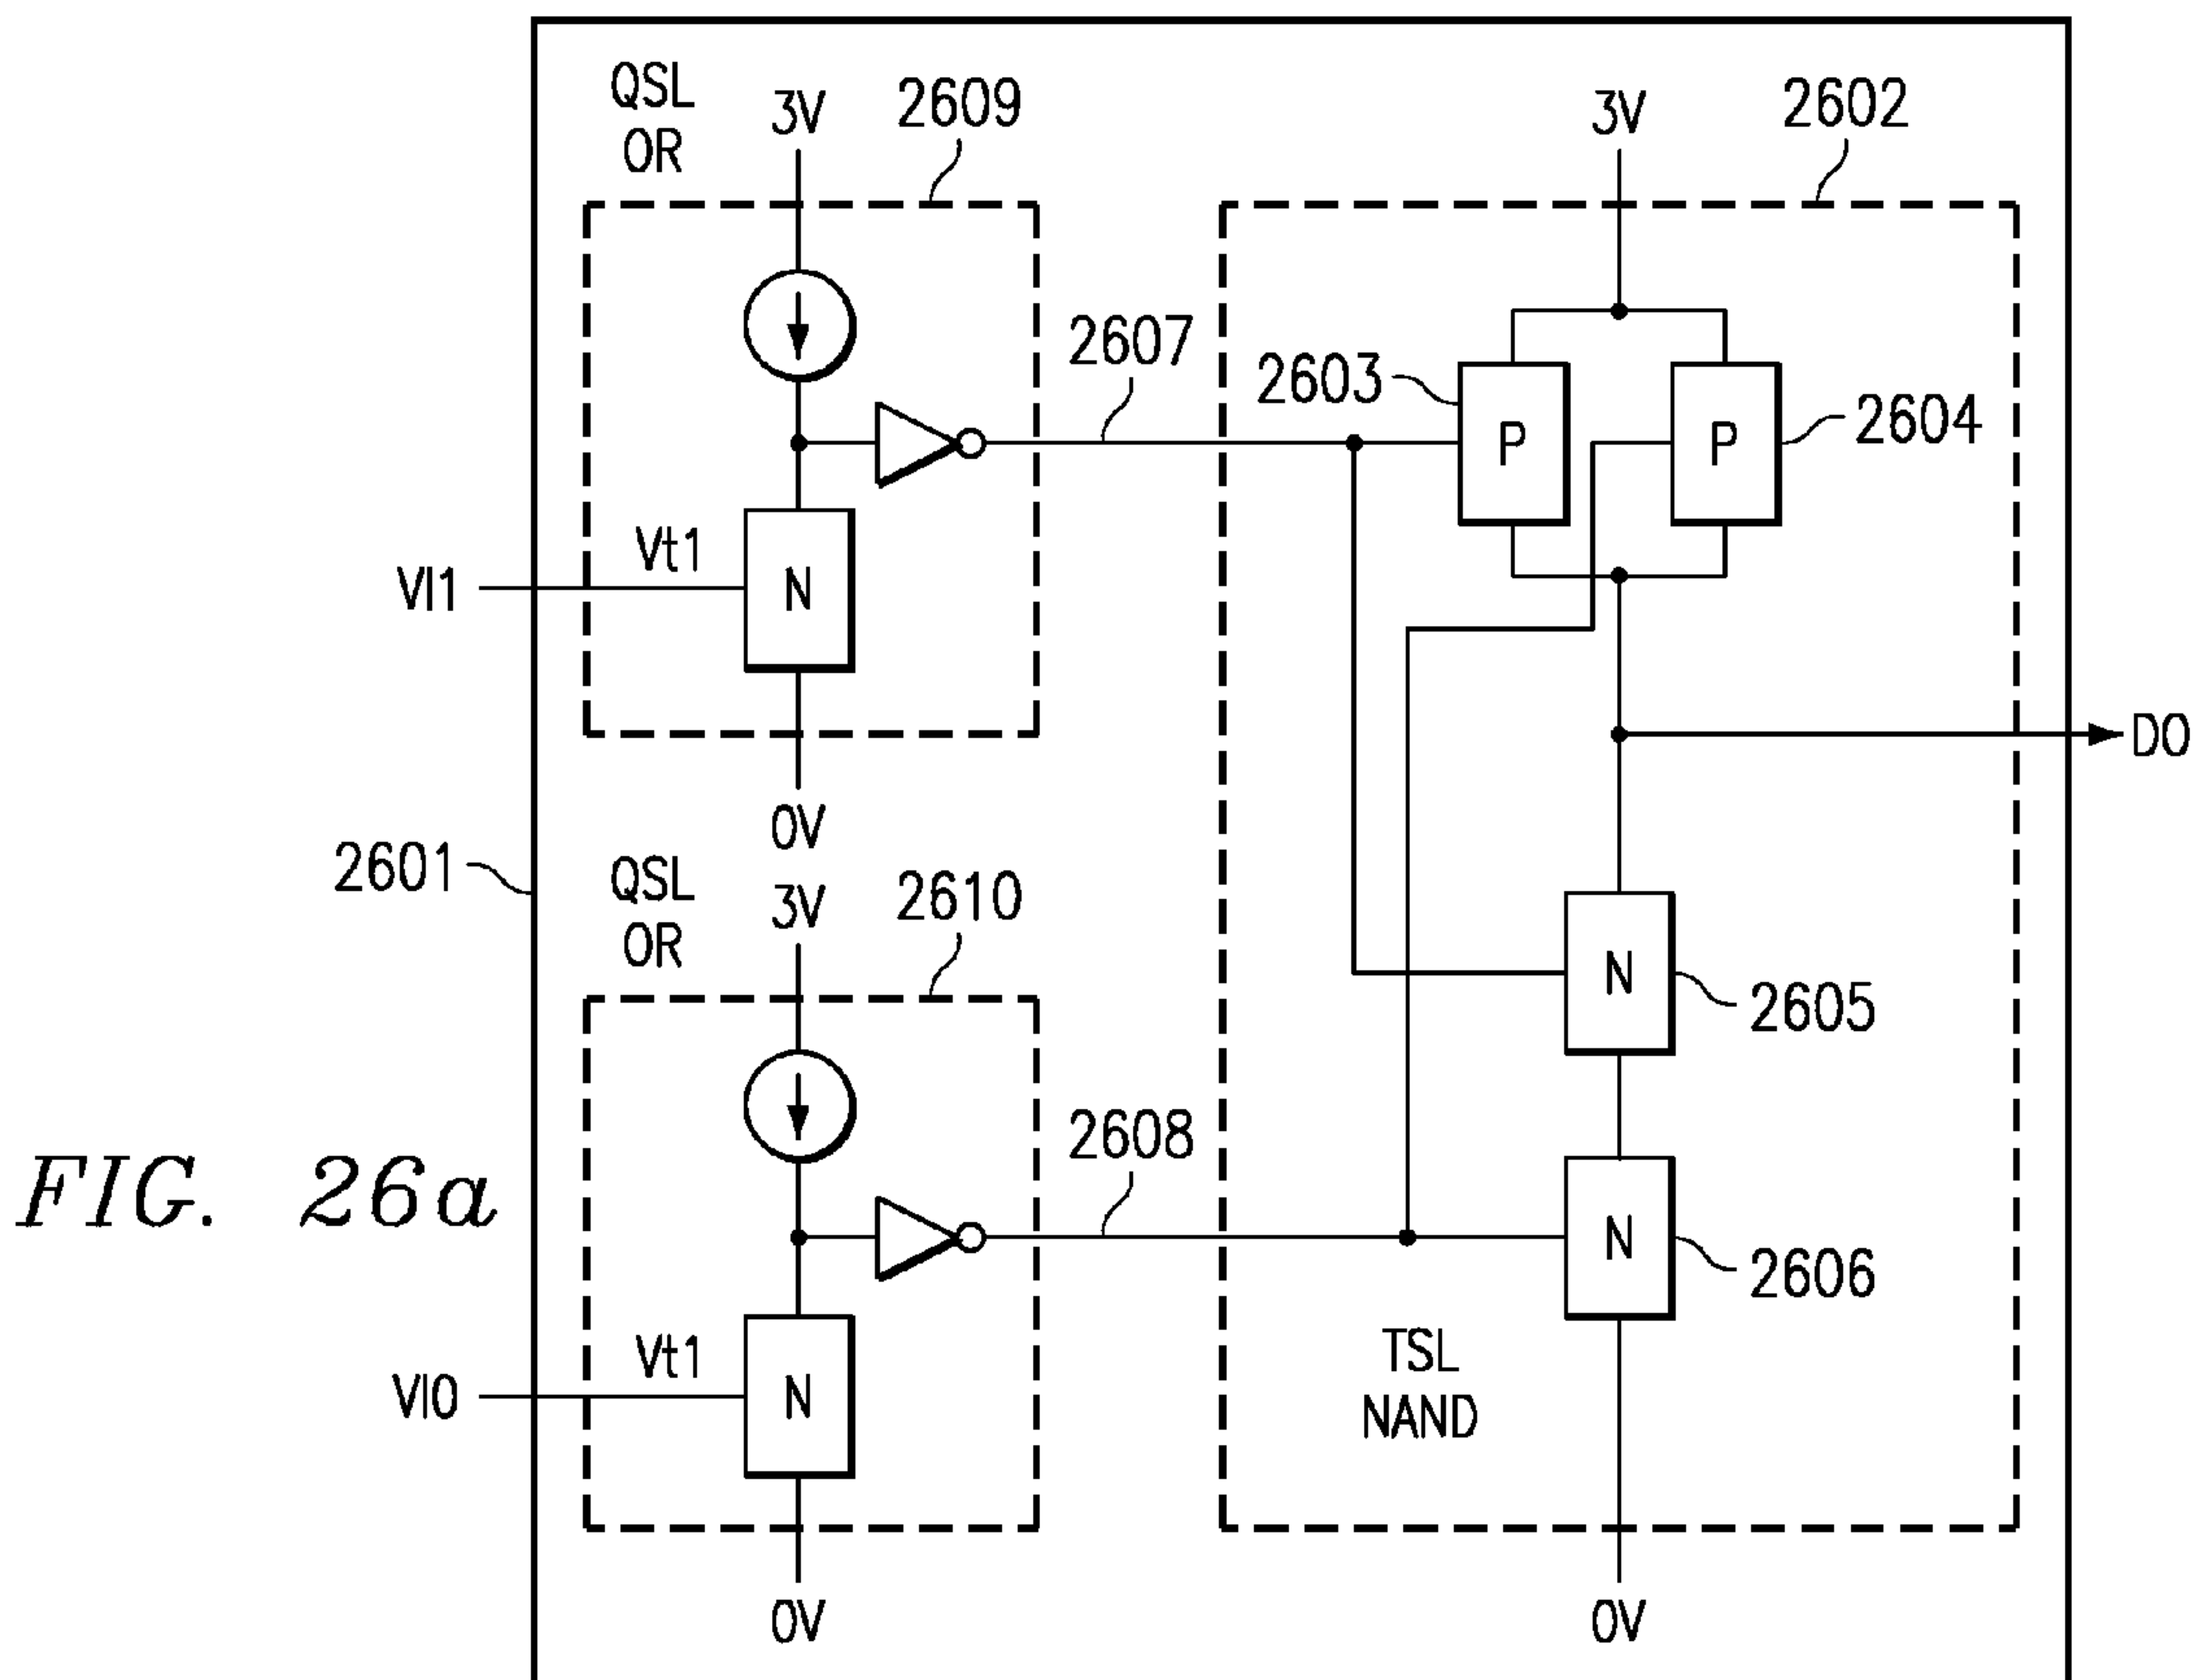 QSL
OR
3V
2609
3V
2602
2607
2603
P
P
2604
Vt1
VI1
N
0V
D0
2601
QSL
OR
3V
2610
N
2605
2608
FIG. 26a
N
2606
Vt1
VI0
N
TSL
NAND
0V
0V